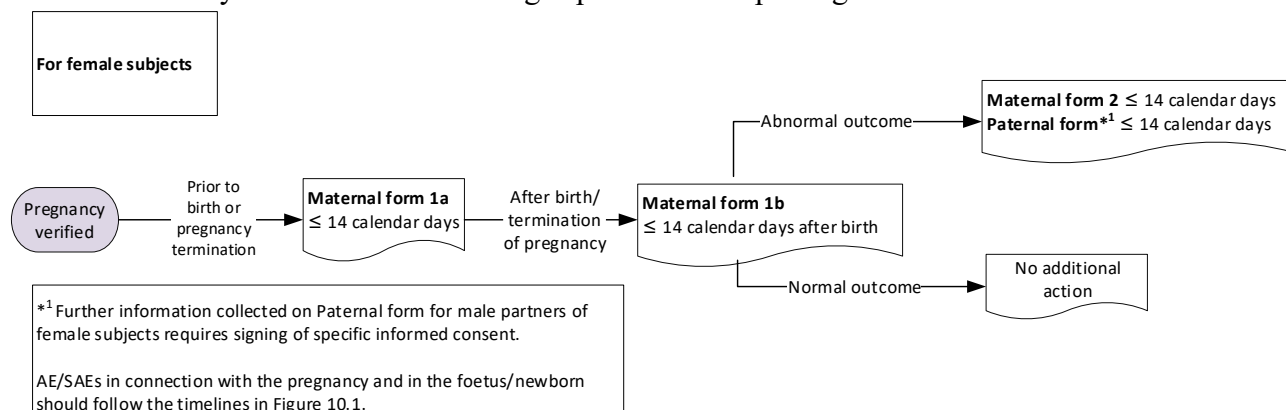 For female subjects
Maternal form 2 ≤ 14 calendar days
Paternal form*1 ≤ 14 calendar days
Abnormal outcome
Pregnancy
verified
Prior to
birth or
pregnancy
termination
Maternal form 1a
≤ 14 calendar days
After birth/
termination
of pregnancy
Maternal form 1b
≤ 14 calendar days after birth
Normal outcome
No additional
action
*1 Further information collected on Paternal form for male partners of
female subjects requires signing of specific informed consent.
AE/SAEs in connection with the pregnancy and in the foetus/newborn
should follow the timelines in Figure 10.1.